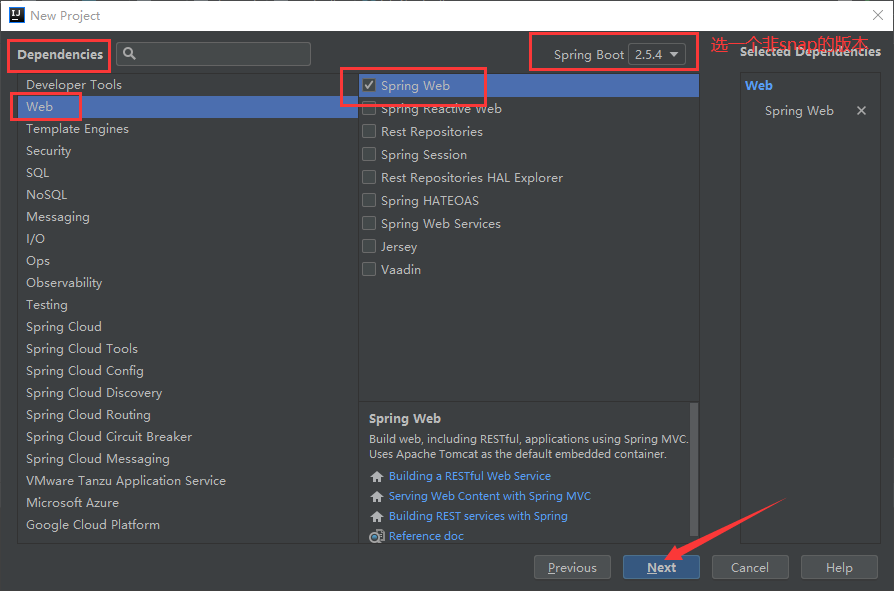 New Project
Dependencies
Spring Boot 2.5.4
选一个非snap的版本
Selected Dependencies
Developer Tools
Web
Template Engines
Security
SQL
NoSQL
Messaging
I/O
Ops
Observability
Testing
Spring Cloud
Spring Cloud Tools
Spring Cloud Config
Spring Cloud Discovery
Spring Cloud Routing
Spring Cloud Circuit Breaker
Spring Cloud Messaging
VMware Tanzu Application Service
Microsoft Azure
Google Cloud Platform
Spring Web
Spring Reactive Web
Rest Repositories
Spring Session
Rest Repositories HAL Explorer
Spring HATEOAS
Spring Web Services
Jersey
Vaadin
Spring Web
Build web, including RESTful, applications using Spring MVC.
Uses Apache Tomcat as the default embedded container.
Building a RESTful Web Service
Serving Web Content with Spring MVC
Building REST services with Spring
Reference doc
Web
Spring Web
Previous
Next
Cancel
Help